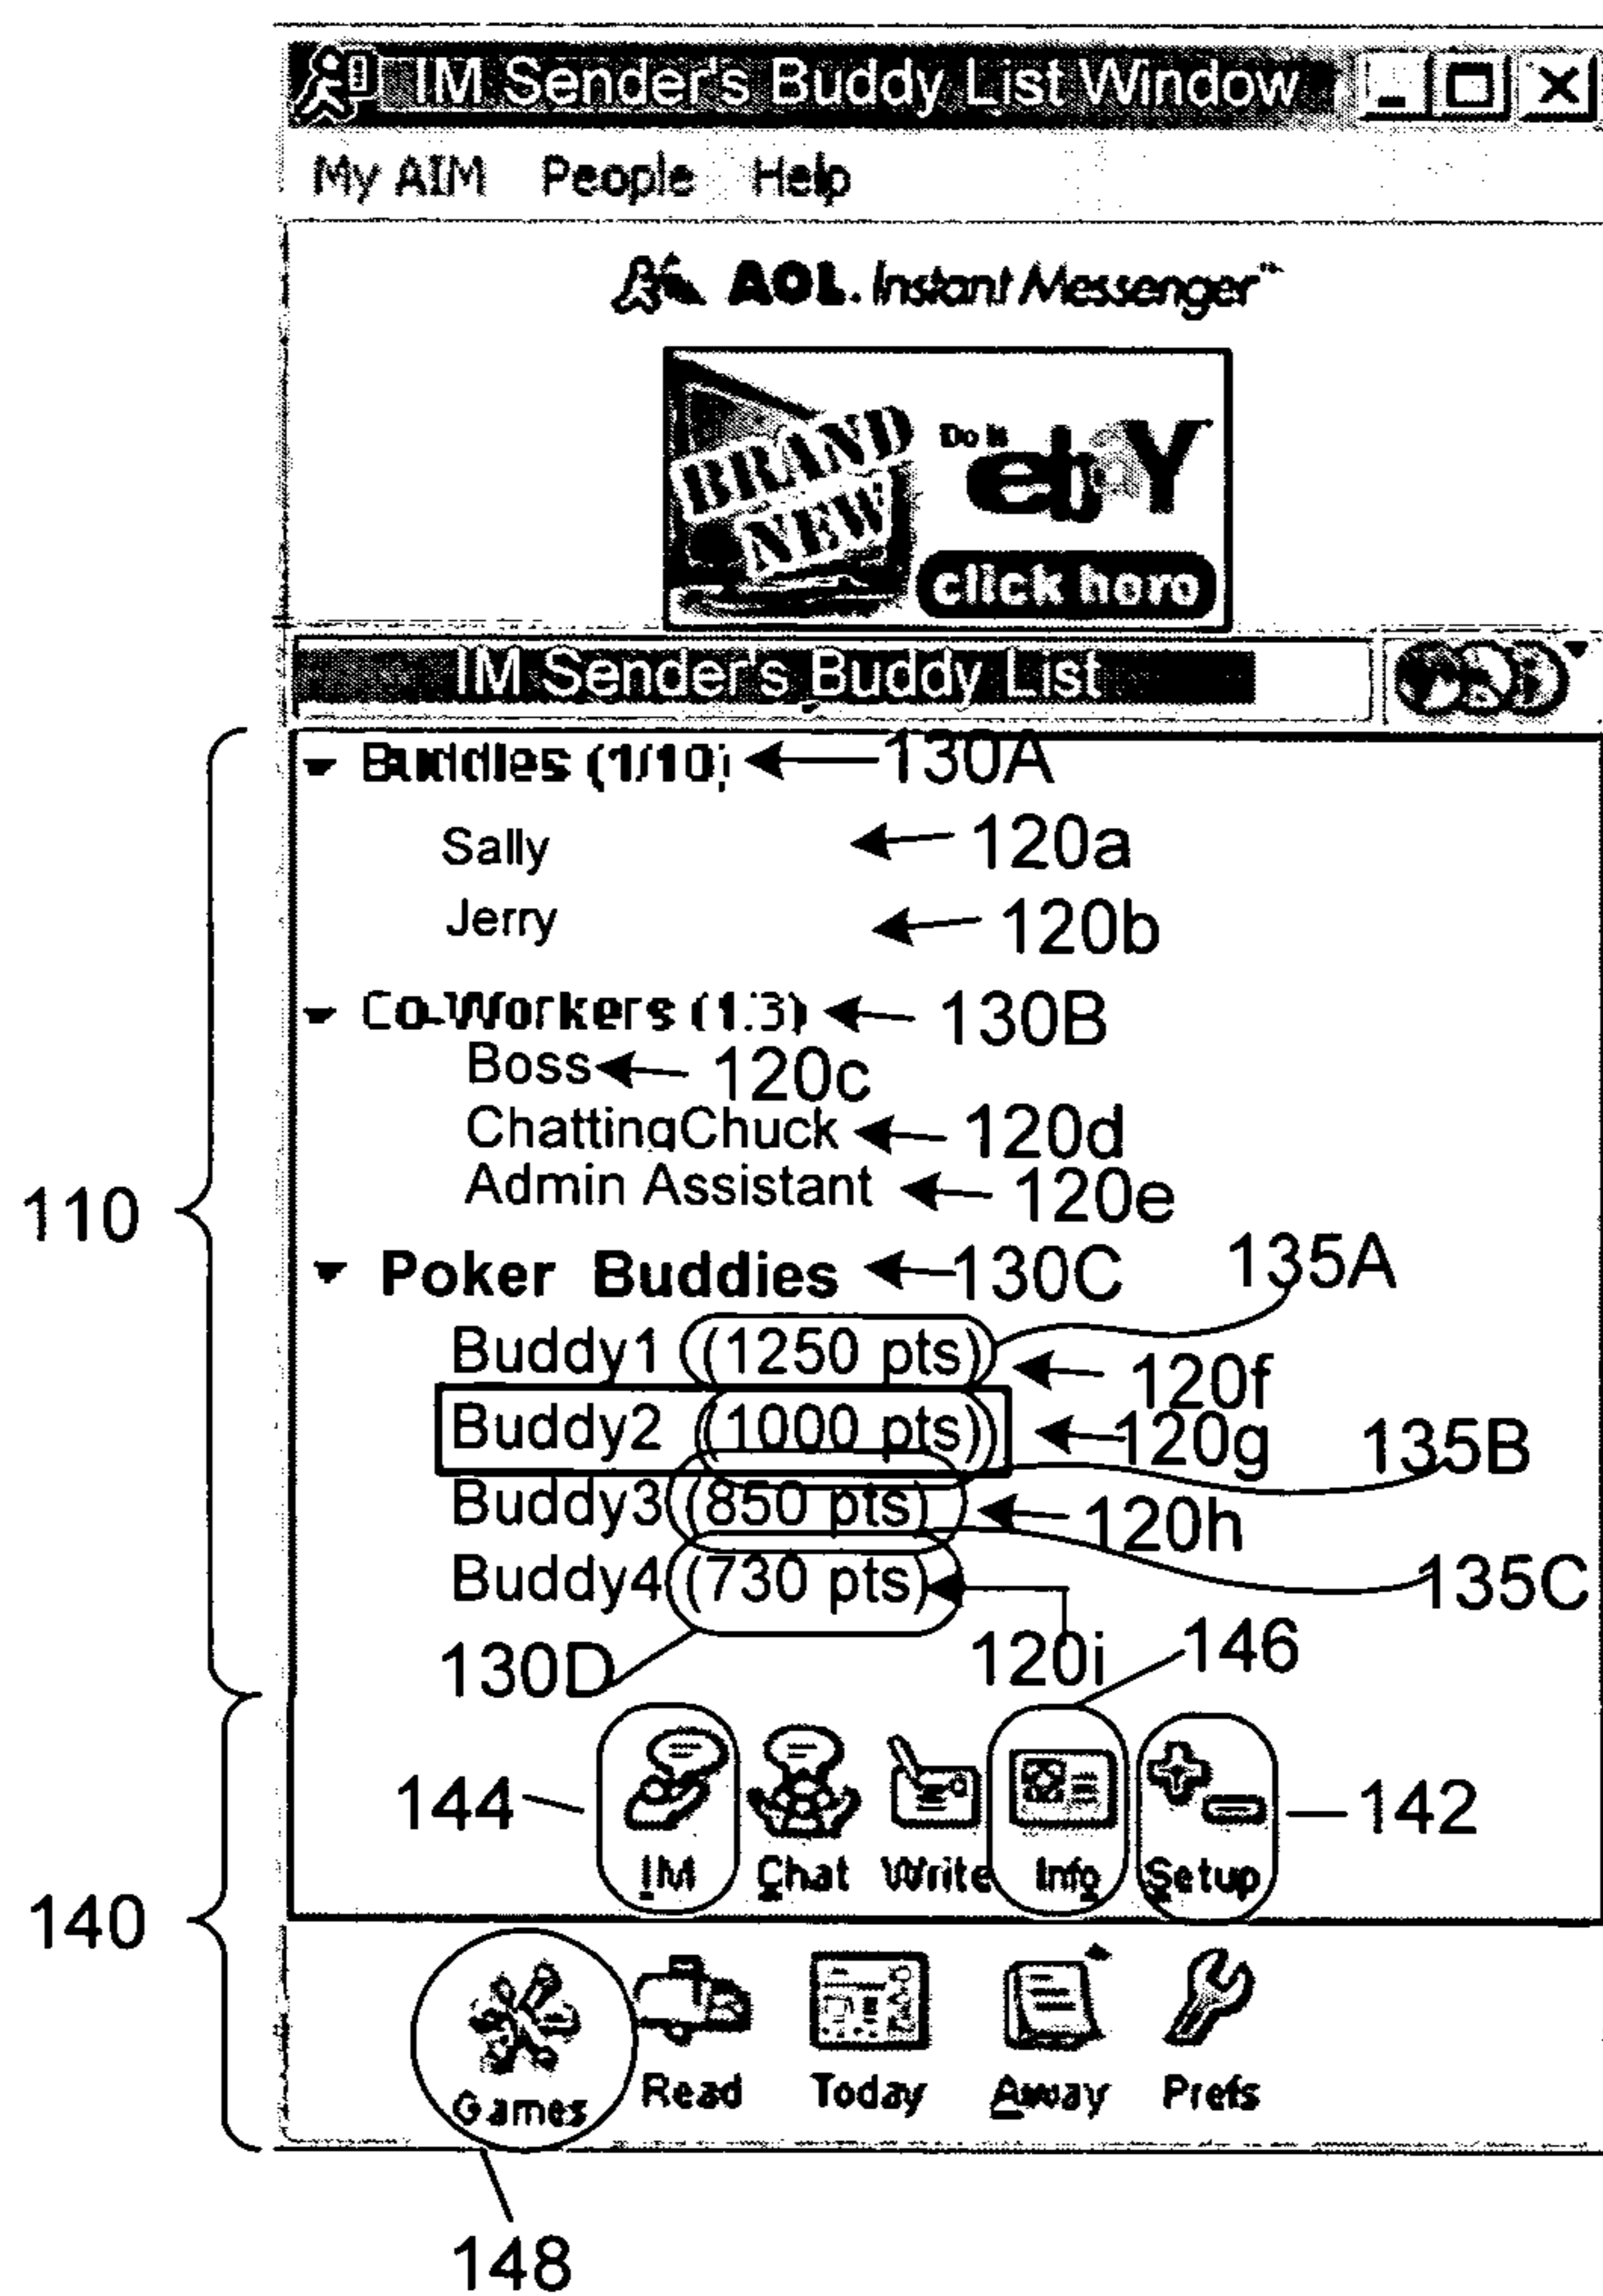 IM Sender's Buddy List Window
My AIM People Help
AOL Instant Messenger™
BRAND NEW
Do it
ebY
click here
IM Sender's Buddy List
Buddies (1/10) 130A
Sally 120a
Jerry 120b
Co-Workers (1/3) 130B
Boss 120c
ChattingChuck 120d
110 Admin Assistant 120e
Poker Buddies 130C 135A
Buddy1 (1250 pts) 120f
Buddy2 (1000 pts) 120g 135B
Buddy3 (850 pts) 120h
Buddy4 (730 pts) 135C
130D 120i 146
144 142
IM Chat Write Info Setup
140
Games Read Today Away Prefs
148